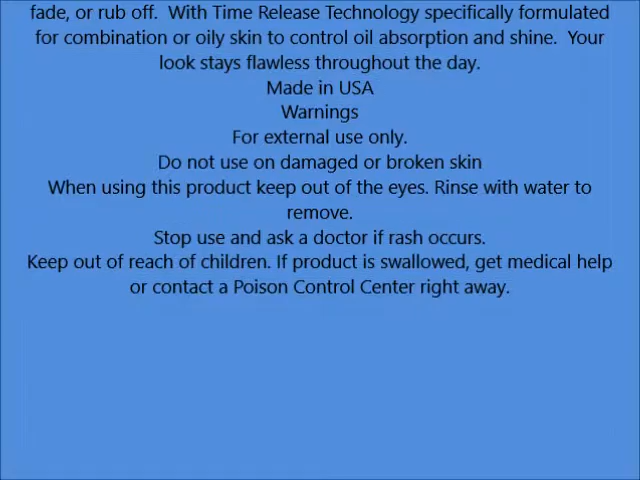 fade, or rub off.  With Time Release Technology specifically formulated
for combination or oily skin to control oil absorption and shine.  Your
look stays flawless throughout the day.
Made in USA
Warnings
For external use only.
Do not use on damaged or broken skin
When using this product keep out of the eyes. Rinse with water to
remove.
Stop use and ask a doctor if rash occurs.
Keep out of reach of children. If product is swallowed, get medical help
or contact a Poison Control Center right away.